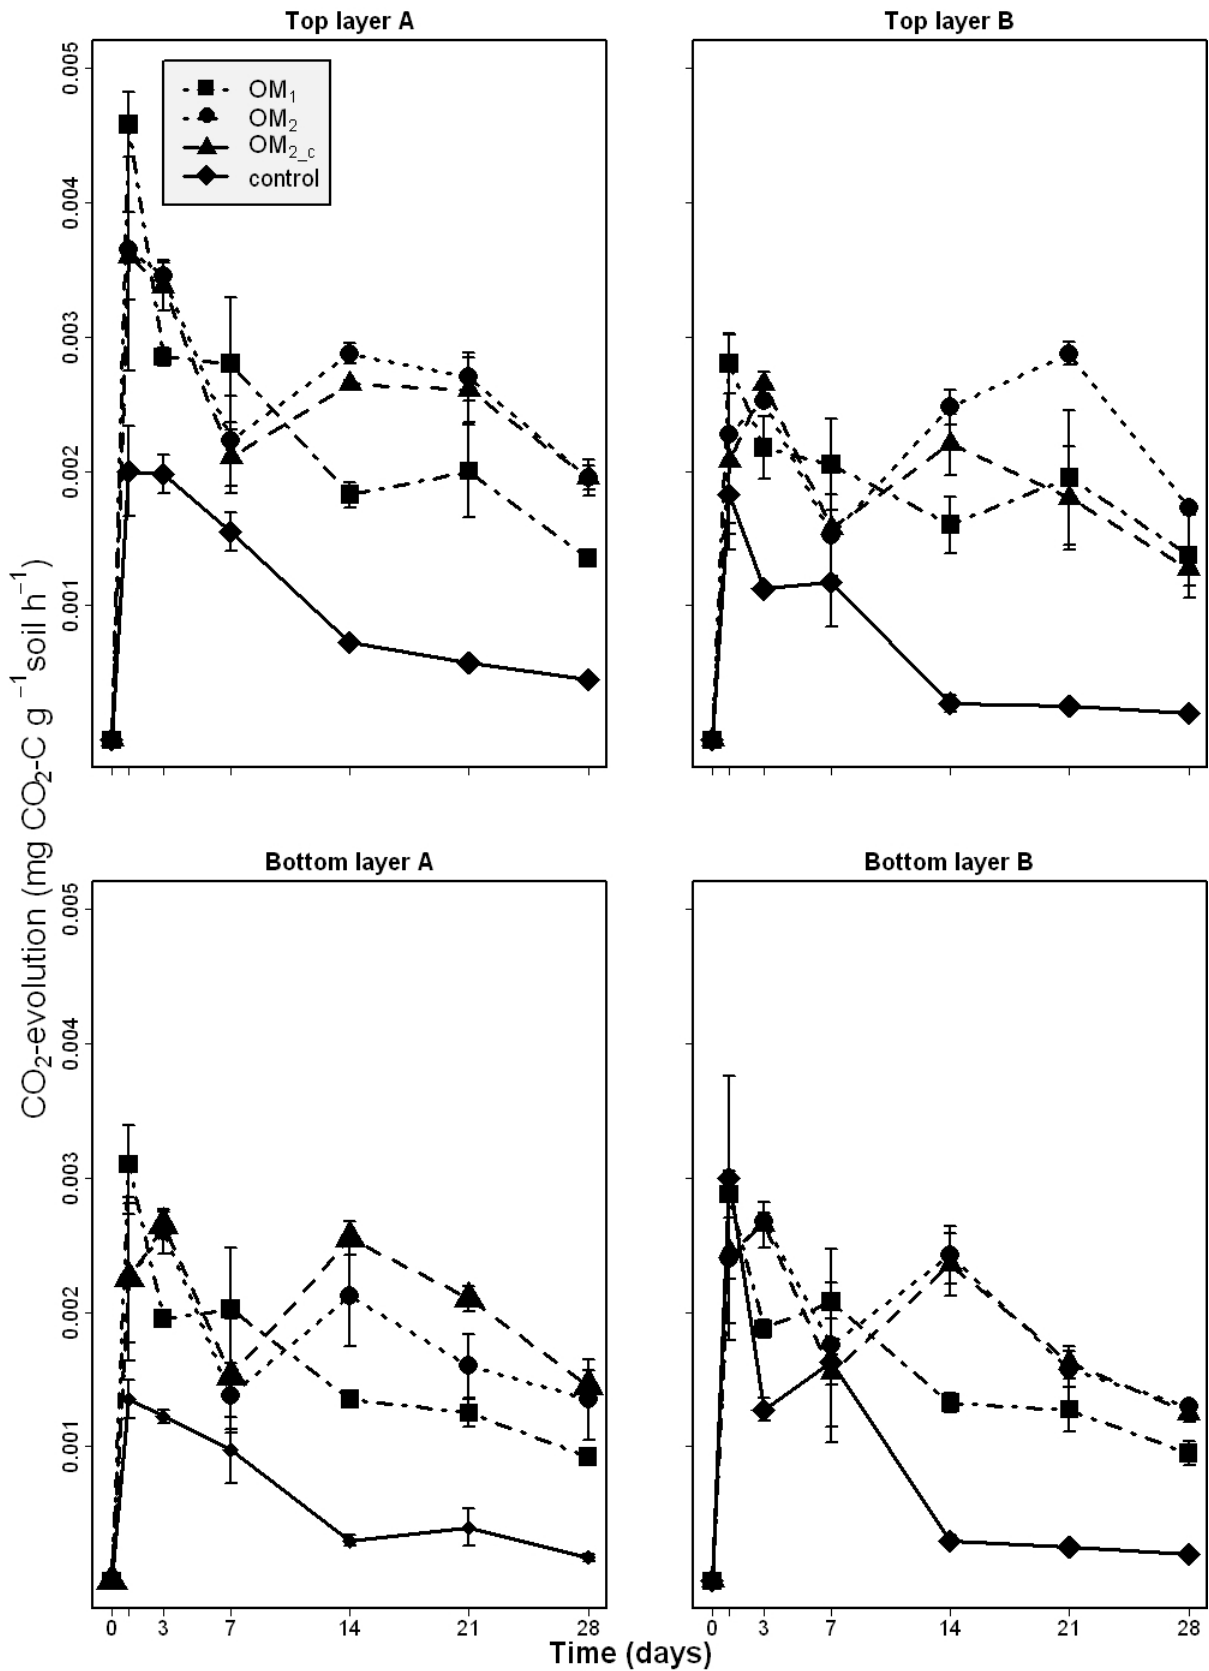 Top layer A
Top layer B
OM₁
OM₂
OM₂_c
control
0.005
0.004
0.003
0.002
0.001
CO₂-evolution (mg CO₂-C g⁻¹soil h⁻¹)
Bottom layer A
Bottom layer B
0.005
0.004
0.003
0.002
0.001
0 3 7 14 21 28
0 3 7 14 21 28
Time (days)